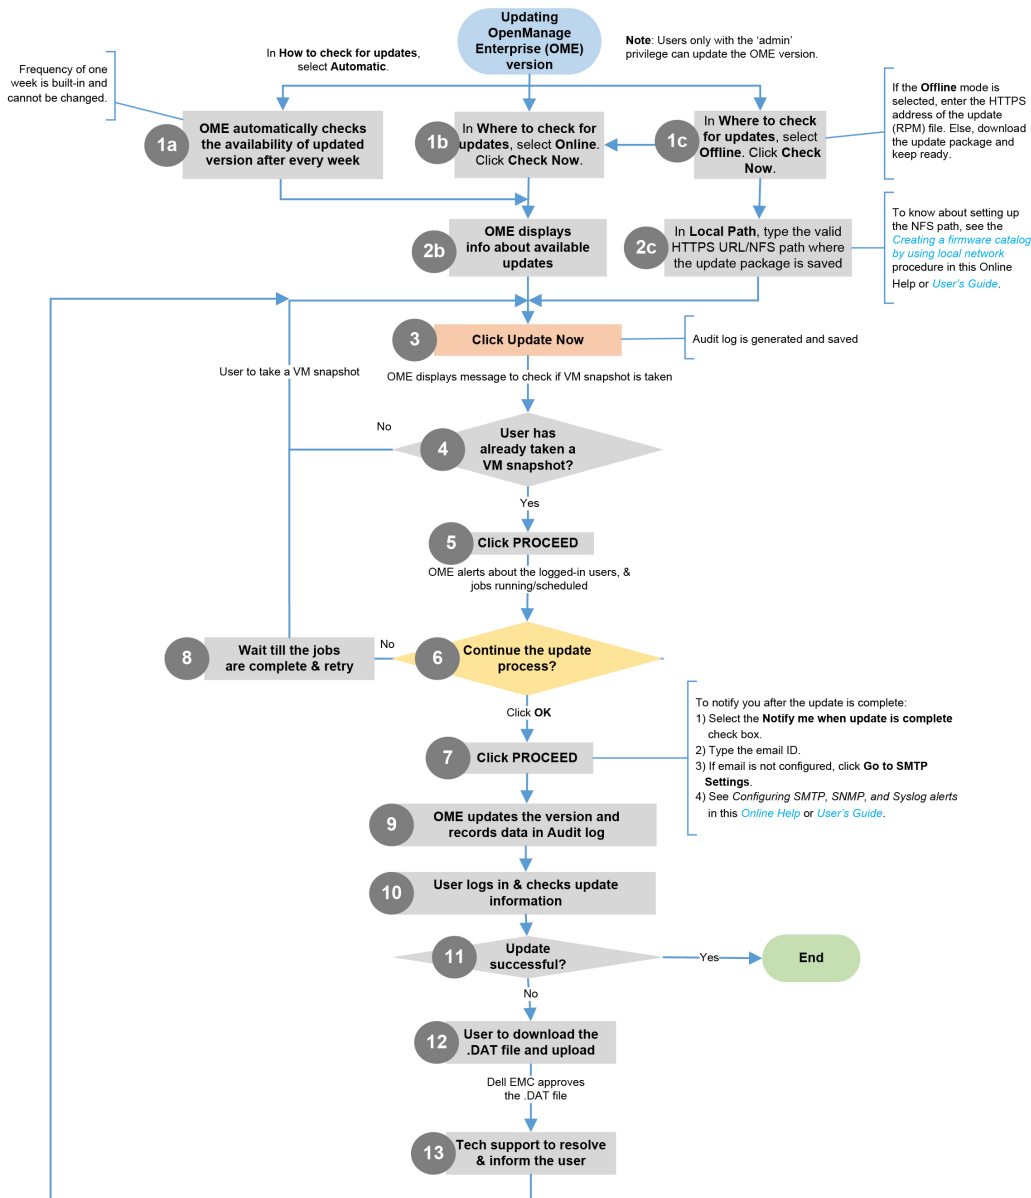 Updating
OpenManage
Enterprise (OME)
version
In How to check for updates,
select Automatic.
Note: Users only with the ‘admin’
privilege can update the OME version.
Frequency of one
week is built-in and
cannot be changed.
1a
OME automatically checks
the availability of updated
version after every week
1b
In Where to check for
updates, select Online.
Click Check Now.
1c
In Where to check
for updates, select
Offline. Click Check
Now.
If the Offline mode is
selected, enter the HTTPS
address of the update
(RPM) file. Else, download
the update package and
keep ready.
2b
OME displays
info about available
updates
2c
In Local Path, type the valid
HTTPS URL/NFS path where
the update package is saved
To know about setting up
the NFS path, see the
Creating a firmware catalog
by using local network
procedure in this Online
Help or User’s Guide.
3
Click Update Now
Audit log is generated and saved
User to take a VM snapshot
OME displays message to check if VM snapshot is taken
No
4
User has
already taken a
VM snapshot?
Yes
5
Click PROCEED
OME alerts about the logged-in users, &
jobs running/scheduled
8
Wait till the jobs
are complete & retry
No
6
Continue the update
process?
Click OK
7
Click PROCEED
To notify you after the update is complete:
1) Select the Notify me when update is complete
check box.
2) Type the email ID.
3) If email is not configured, click Go to SMTP
Settings.
4) See Configuring SMTP, SNMP, and Syslog alerts
in this Online Help or User’s Guide.
9
OME updates the version and
records data in Audit log
10
User logs in & checks update
information
11
Update
successful?
Yes
End
No
12
User to download the
.DAT file and upload
Dell EMC approves
the .DAT file
13
Tech support to resolve
& inform the user